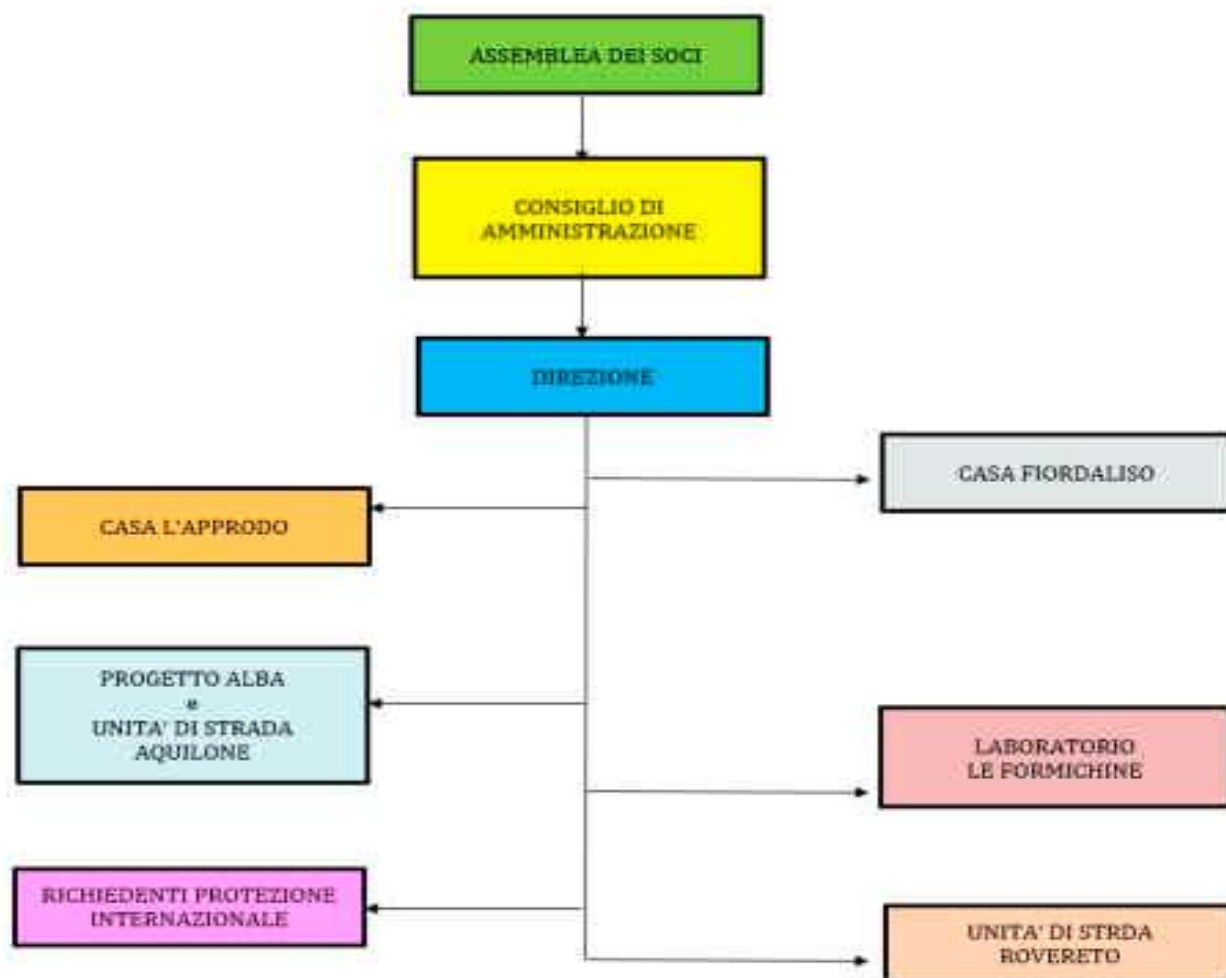 ASSEMBLEA DEI SOCI
CONSIGLIO DI
AMMINISTRAZIONE
DIREZIONE
CASA FIORDALISO
CASA L'APPRODO
PROGETTO ALBA
e
UNITA' DI STRADA
AQUILONE
LABORATORIO
LE FORMICHINE
RICHIEDENTI PROTEZIONE
INTERNAZIONALE
UNITA' DI STRDA
ROVERETO